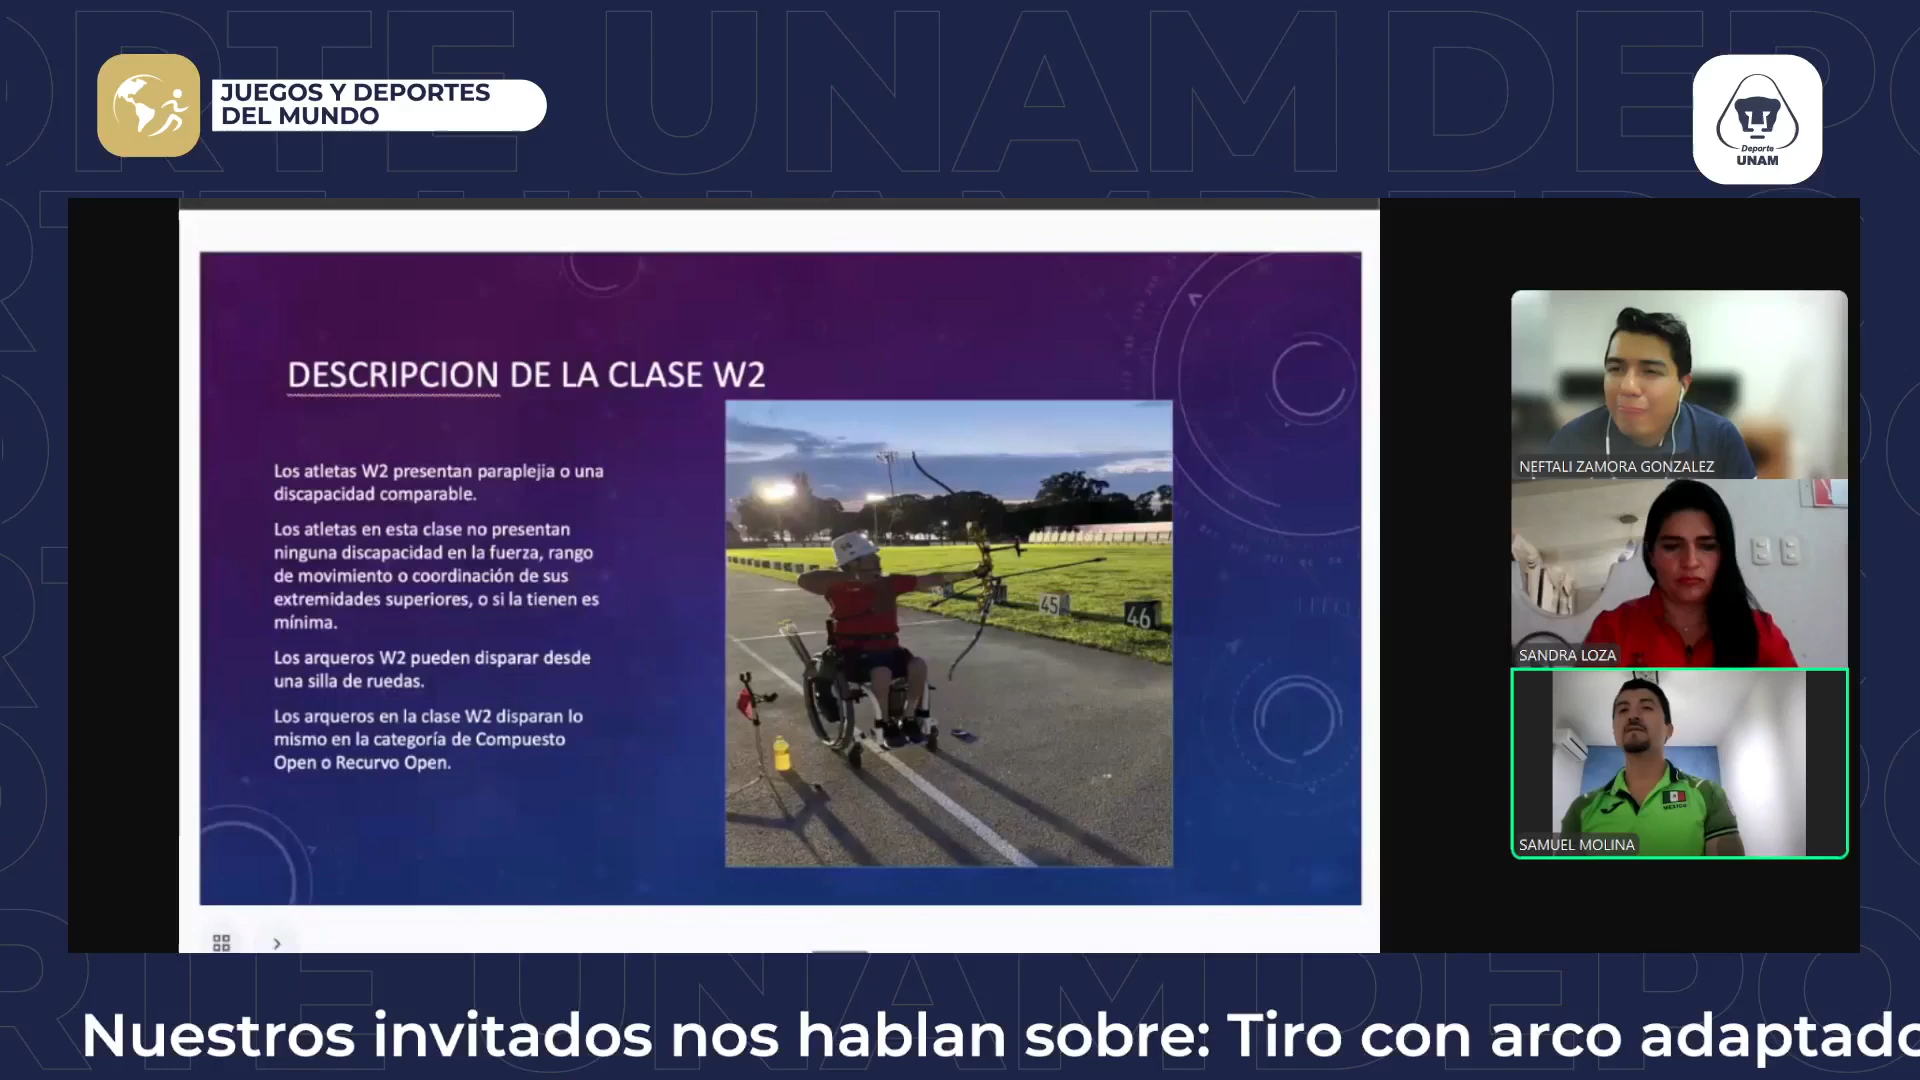 JUEGOS Y DEPORTES
DEL MUNDO
Deporte
UNAM
DESCRIPCION DE LA CLASE W2
Los atletas W2 presentan paraplejia o una
discapacidad comparable.
Los atletas en esta clase no presentan
ninguna discapacidad en la fuerza, rango
de movimiento o coordinación de sus
extremidades superiores, o si la tienen es
mínima.
Los arqueros W2 pueden disparar desde
una silla de ruedas.
Los arqueros en la clase W2 disparan lo
mismo en la categoría de Compuesto
Open o Recurvo Open.
45
46
NEFTALI ZAMORA GONZALEZ
SANDRA LOZA
MEXICO
SAMUEL MOLINA
Nuestros invitados nos hablan sobre: Tiro con arco adaptado